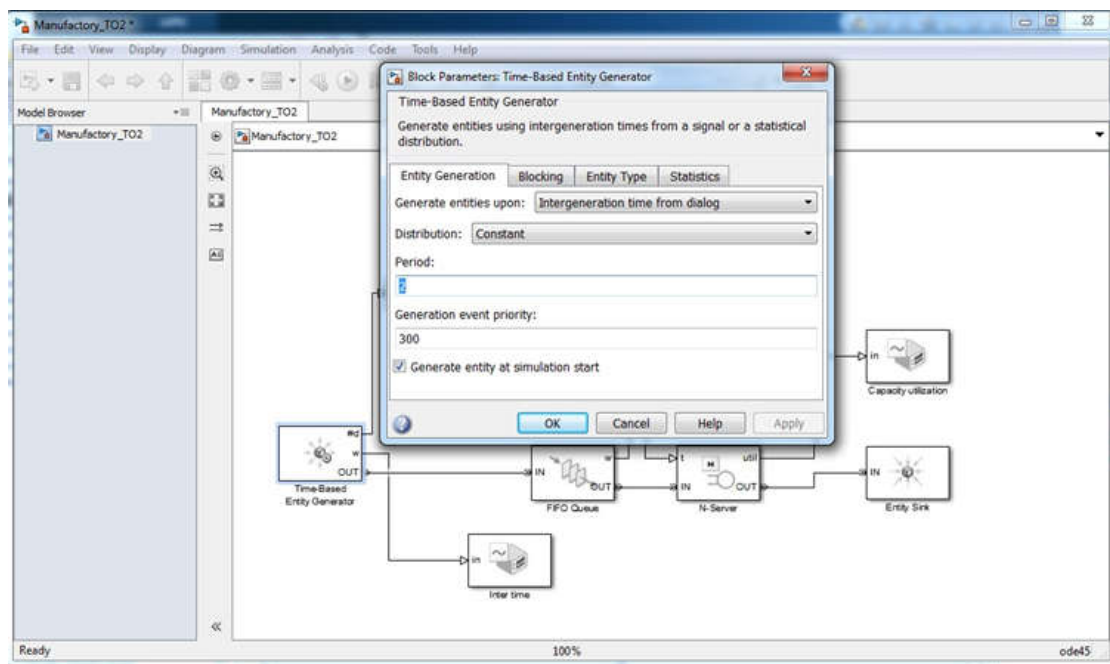 Manufactory_TO2 *
File Edit View Display Diagram Simulation Analysis Code Tools Help
Model Browser
Manufactory_TO2
Manufactory_TO2
Manufactory_TO2
Block Parameters: Time-Based Entity Generator
Time-Based Entity Generator
Generate entities using intergeneration times from a signal or a statistical
distribution.
Entity Generation Blocking Entity Type Statistics
Generate entities upon: Intergeneration time from dialog
Distribution: Constant
Period:
2
Generation event priority:
300
Generate entity at simulation start
OK Cancel Help Apply
in
Capacity utilization
#d
w
OUT
Time-Based
Entity Generator
IN
w
OUT
FIFO Queue
t
IN
N
util
OUT
N-Server
IN
Entity Sink
in
Inter time
Ready 100% ode45